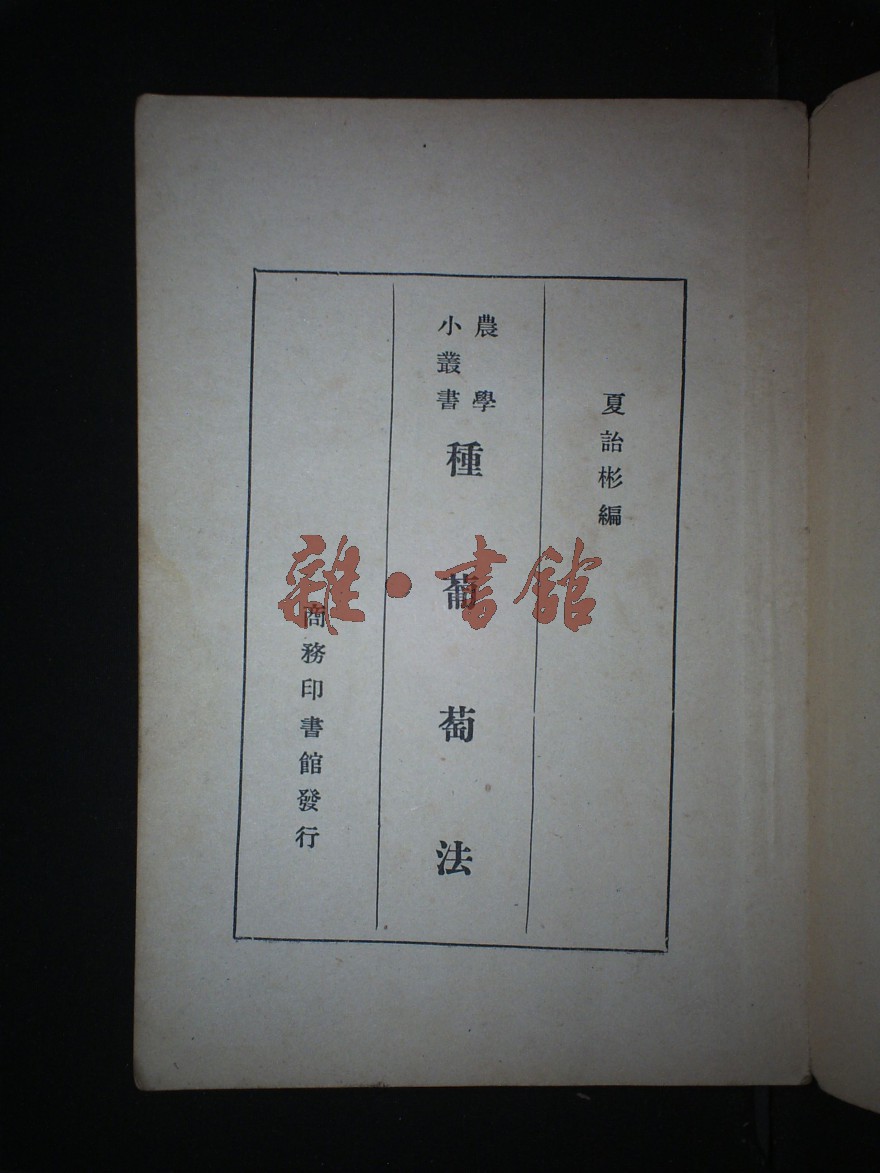 夏詒彬編
農學
小叢書
種葡萄法
商務印書館發行
雜·書館